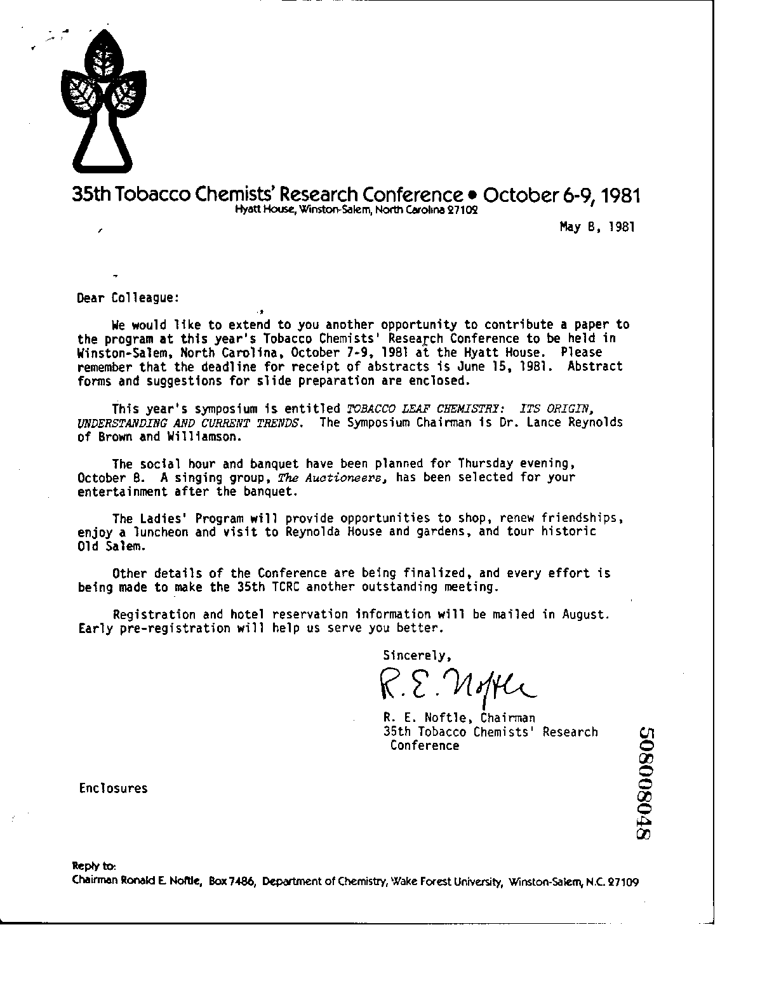 35th Tobacco Chemists' Research Conference • October 6-9, 1981
Hyatt House, Winston-Salem, North Carolina 27102
May 8, 1981
Dear Colleague:
We would like to extend to you another opportunity to contribute a paper to
the program at this year's Tobacco Chemists' Research Conference to be held in
Winston-Salem, North Carolina, October 7-9, 1981 at the Hyatt House. Please
remember that the deadline for receipt of abstracts is June 15, 1981. Abstract
forms and suggestions for slide preparation are enclosed.
This year's symposium is entitled TOBACCO LEAF CHEMISTRY: ITS ORIGIN,
UNDERSTANDING AND CURRENT TRENDS. The Symposium Chairman is Dr. Lance Reynolds
of Brown and Williamson.
The social hour and banquet have been planned for Thursday evening,
October 8. A singing group, The Auctioneers, has been selected for your
entertainment after the banquet.
The Ladies' Program will provide opportunities to shop, renew friendships,
enjoy a luncheon and visit to Reynolda House and gardens, and tour historic
Old Salem.
Other details of the Conference are being finalized, and every effort is
being made to make the 35th TCRC another outstanding meeting.
Registration and hotel reservation information will be mailed in August.
Early pre-registration will help us serve you better.
Sincerely,
R. E. Noftle
R. E. Noftle, Chairman
35th Tobacco Chemists' Research
Conference
50800 8048
Enclosures
Reply to:
Chairman Ronald E. Noftle, Box 7486, Department of Chemistry, Wake Forest University, Winston-Salem, N.C. 27109